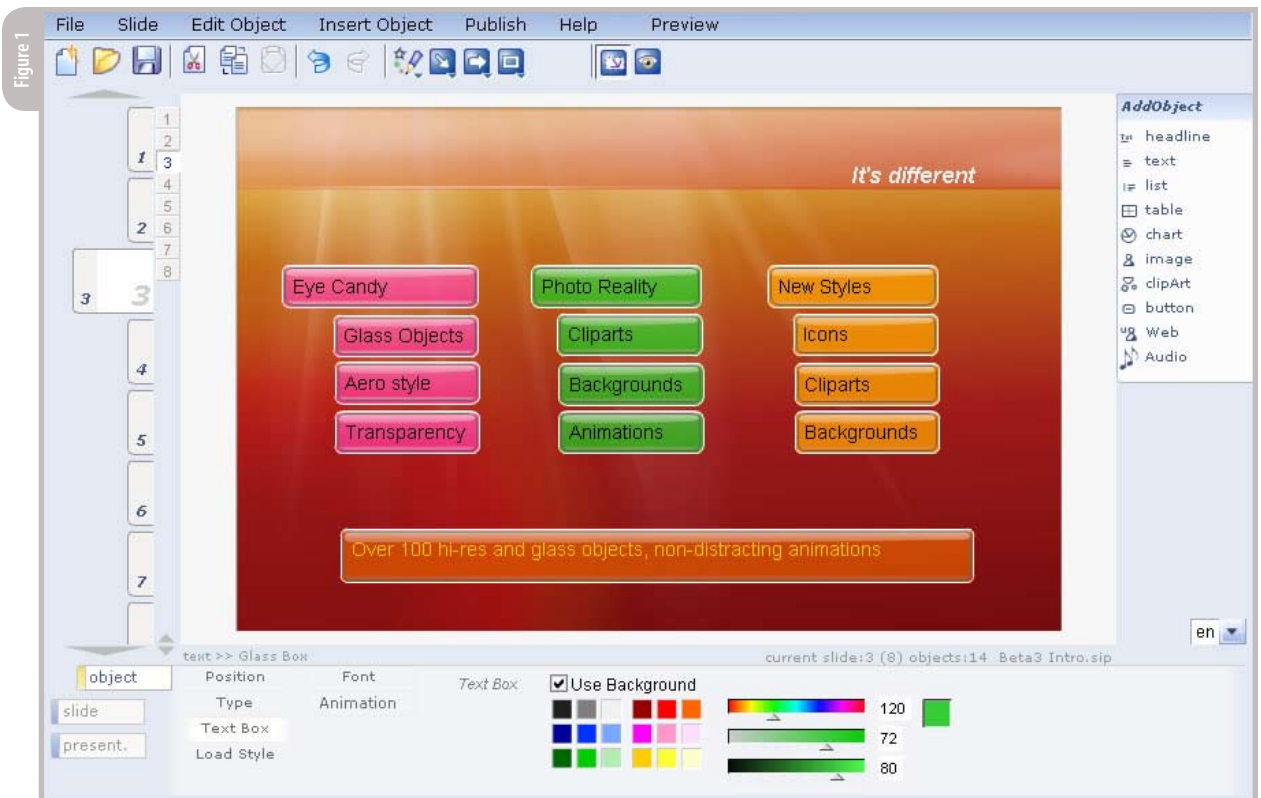 Figure 1
File Slide Edit Object Insert Object Publish Help Preview
1
2
3
4
5
6
7
8
1
2
3 3
4
5
6
7
It's different
Eye Candy Photo Reality New Styles
Glass Objects Cliparts Icons
Aero style Backgrounds Cliparts
Transparency Animations Backgrounds
Over 100 hi-res and glass objects, non-distracting animations
AddObject
Txt headline
text
list
table
chart
image
clipArt
button
Web
Audio
en
text >> Glass Box current slide:3 (8) objects:14 Beta3 Intro.sip
object
slide
present.
Position Font
Type Animation
Text Box
Load Style
Text Box
Use Background
120
72
80